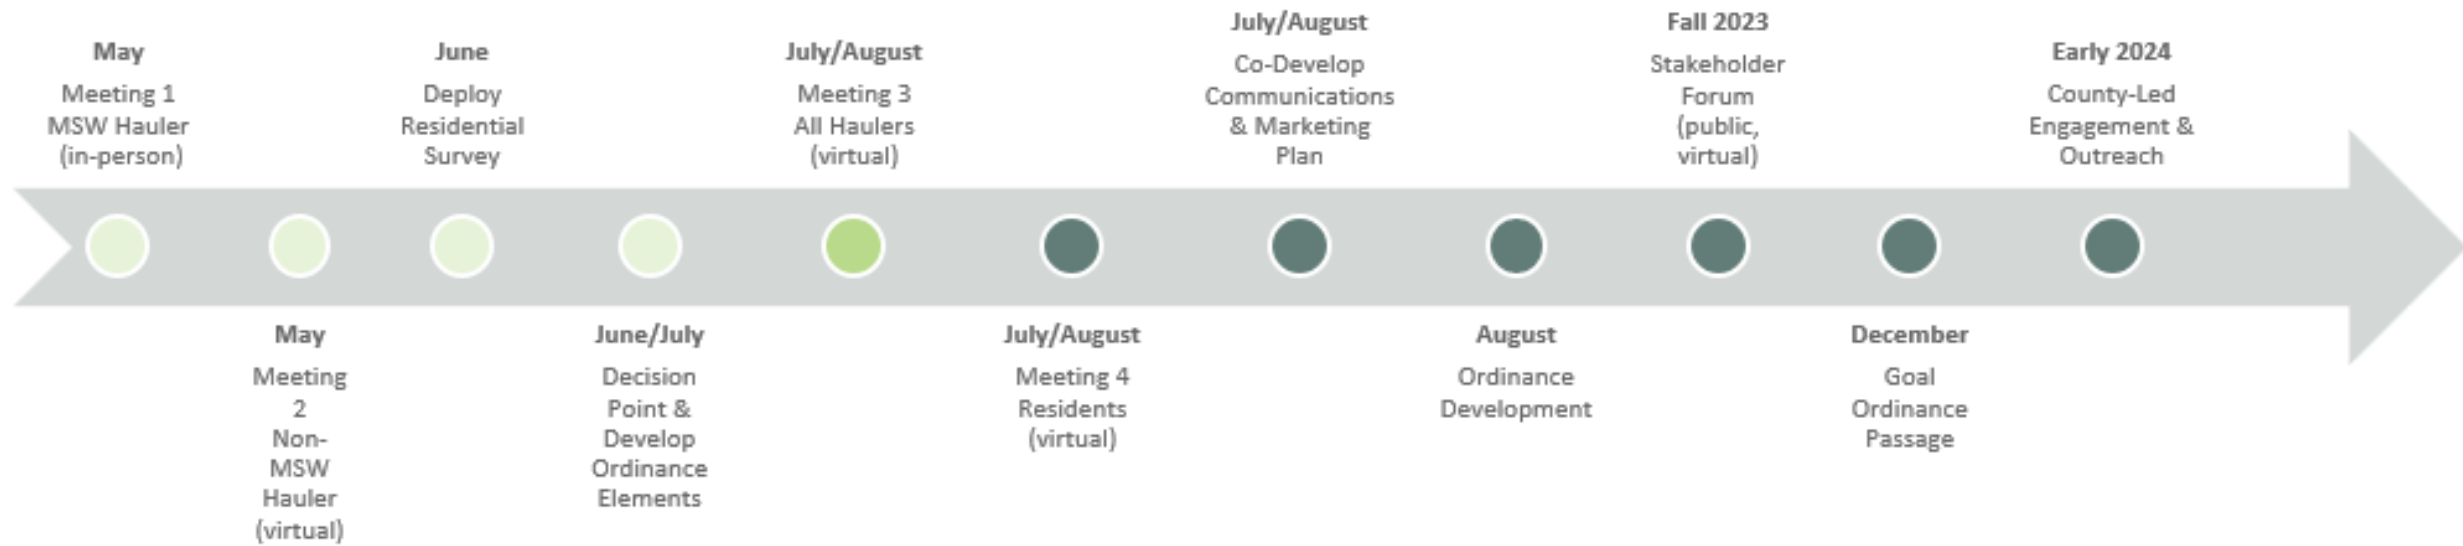 May
Meeting 1
MSW Hauler
(in-person)
May
Meeting
2
Non-
MSW
Hauler
(virtual)
June
Deploy
Residential
Survey
June/July
Decision
Point &
Develop
Ordinance
Elements
July/August
Meeting 3
All Haulers
(virtual)
July/August
Meeting 4
Residents
(virtual)
July/August
Co-Develop
Communications
& Marketing
Plan
August
Ordinance
Development
Fall 2023
Stakeholder
Forum
(public,
virtual)
December
Goal
Ordinance
Passage
Early 2024
County-Led
Engagement &
Outreach